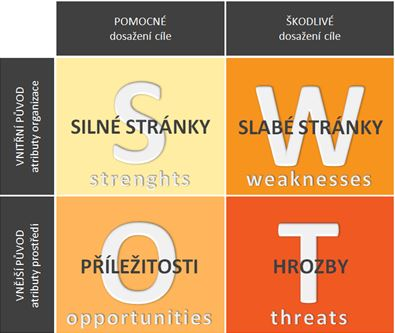 POMOCNÉ
dosažení cíle
ŠKODLIVÉ
dosažení cíle
VNITŘNÍ PŮVOD
atributy organizace
S
SILNÉ STRÁNKY
strenghts
W
SLABÉ STRÁNKY
weaknesses
VNĚJŠÍ PŮVOD
atributy prostředí
O
PŘÍLEŽITOSTI
opportunities
T
HROZBY
threats